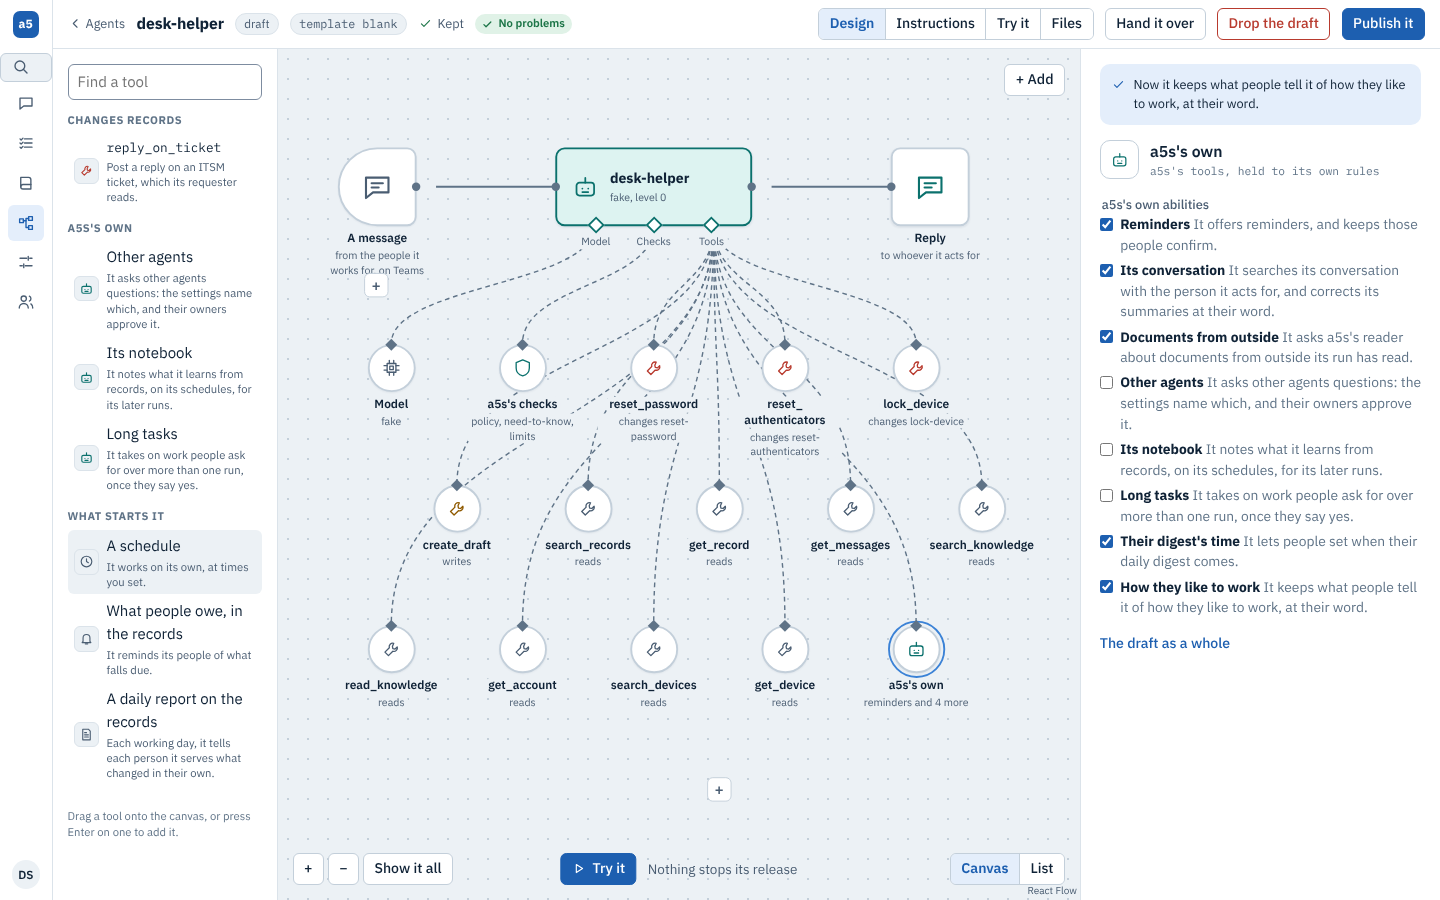 a5
Agents
desk-helper
draft
template blank
Kept
No problems
Design
Instructions
Try it
Files
Hand it over
Drop the draft
Publish it
Find a tool
CHANGES RECORDS
reply_on_ticket
Post a reply on an ITSM
ticket, which its requester
reads.
A5S'S OWN
Other agents
It asks other agents
questions: the settings name
which, and their owners
approve it.
Its notebook
It notes what it learns from
records, on its schedules, for
its later runs.
Long tasks
It takes on work people ask
for over more than one run,
once they say yes.
WHAT STARTS IT
A schedule
It works on its own, at times
you set.
What people owe, in
the records
It reminds its people of what
falls due.
A daily report on the
records
Each working day, it tells
each person it serves what
changed in their own.
Drag a tool onto the canvas, or press
Enter on one to add it.
DS
+ Add
A message
from the people it
works for, on Teams
+
desk-helper
fake, level 0
Model
Checks
Tools
Reply
to whoever it acts for
Model
fake
a5s's checks
policy, need-to-know,
limits
reset_password
changes reset-
password
reset_
authenticators
changes reset-
authenticators
lock_device
changes lock-device
create_draft
writes
search_records
reads
get_record
reads
get_messages
reads
search_knowledge
reads
read_knowledge
reads
get_account
reads
search_devices
reads
get_device
reads
a5s's own
reminders and 4 more
+
+
−
Show it all
Try it
Nothing stops its release
Canvas
List
React Flow
Now it keeps what people tell it of how they like
to work, at their word.
a5s's own
a5s's tools, held to its own rules
a5s's own abilities
Reminders It offers reminders, and keeps those
people confirm.
Its conversation It searches its conversation
with the person it acts for, and corrects its
summaries at their word.
Documents from outside It asks a5s's reader
about documents from outside its run has read.
Other agents It asks other agents questions: the
settings name which, and their owners approve
it.
Its notebook It notes what it learns from
records, on its schedules, for its later runs.
Long tasks It takes on work people ask for over
more than one run, once they say yes.
Their digest's time It lets people set when their
daily digest comes.
How they like to work It keeps what people tell
it of how they like to work, at their word.
The draft as a whole